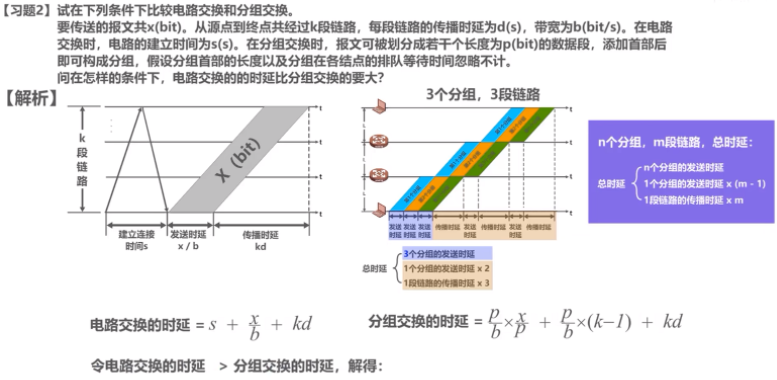 【习题2】试在下列条件下比较电路交换和分组交换。
要传送的报文共x(bit)。从源点到终点共经过k段链路，每段链路的传播时延为d(s)，带宽为b(bit/s)。在电路
交换时，电路的建立时间为s(s)。在分组交换时，报文可被划分成若干个长度为p(bit)的数据段，添加首部后
即可构成分组，假设分组首部的长度以及分组在各结点的排队等待时间忽略不计。
问在怎样的条件下，电路交换的的时延比分组交换的要大？
【解析】
3个分组，3段链路
k
段
链
路
X (bit)
t
t
t
t
建立连接
时间s
发送时延
x / b
传播时延
kd
t
t
t
t
发送
时延
发送
时延
发送
时延
传播时延
发送
时延
传播时延
发送
时延
传播时延
总时延
3个分组的发送时延
1个分组的发送时延 x 2
1段链路的传播时延 x 3
n个分组，m段链路，总时延：
总时延
n个分组的发送时延
1个分组的发送时延 x (m - 1)
1段链路的传播时延 x m
电路交换的时延 = s + x/b + kd
分组交换的时延 = p/b × x/p + p/b ×(k−1) + kd
令电路交换的时延 > 分组交换的时延，解得：